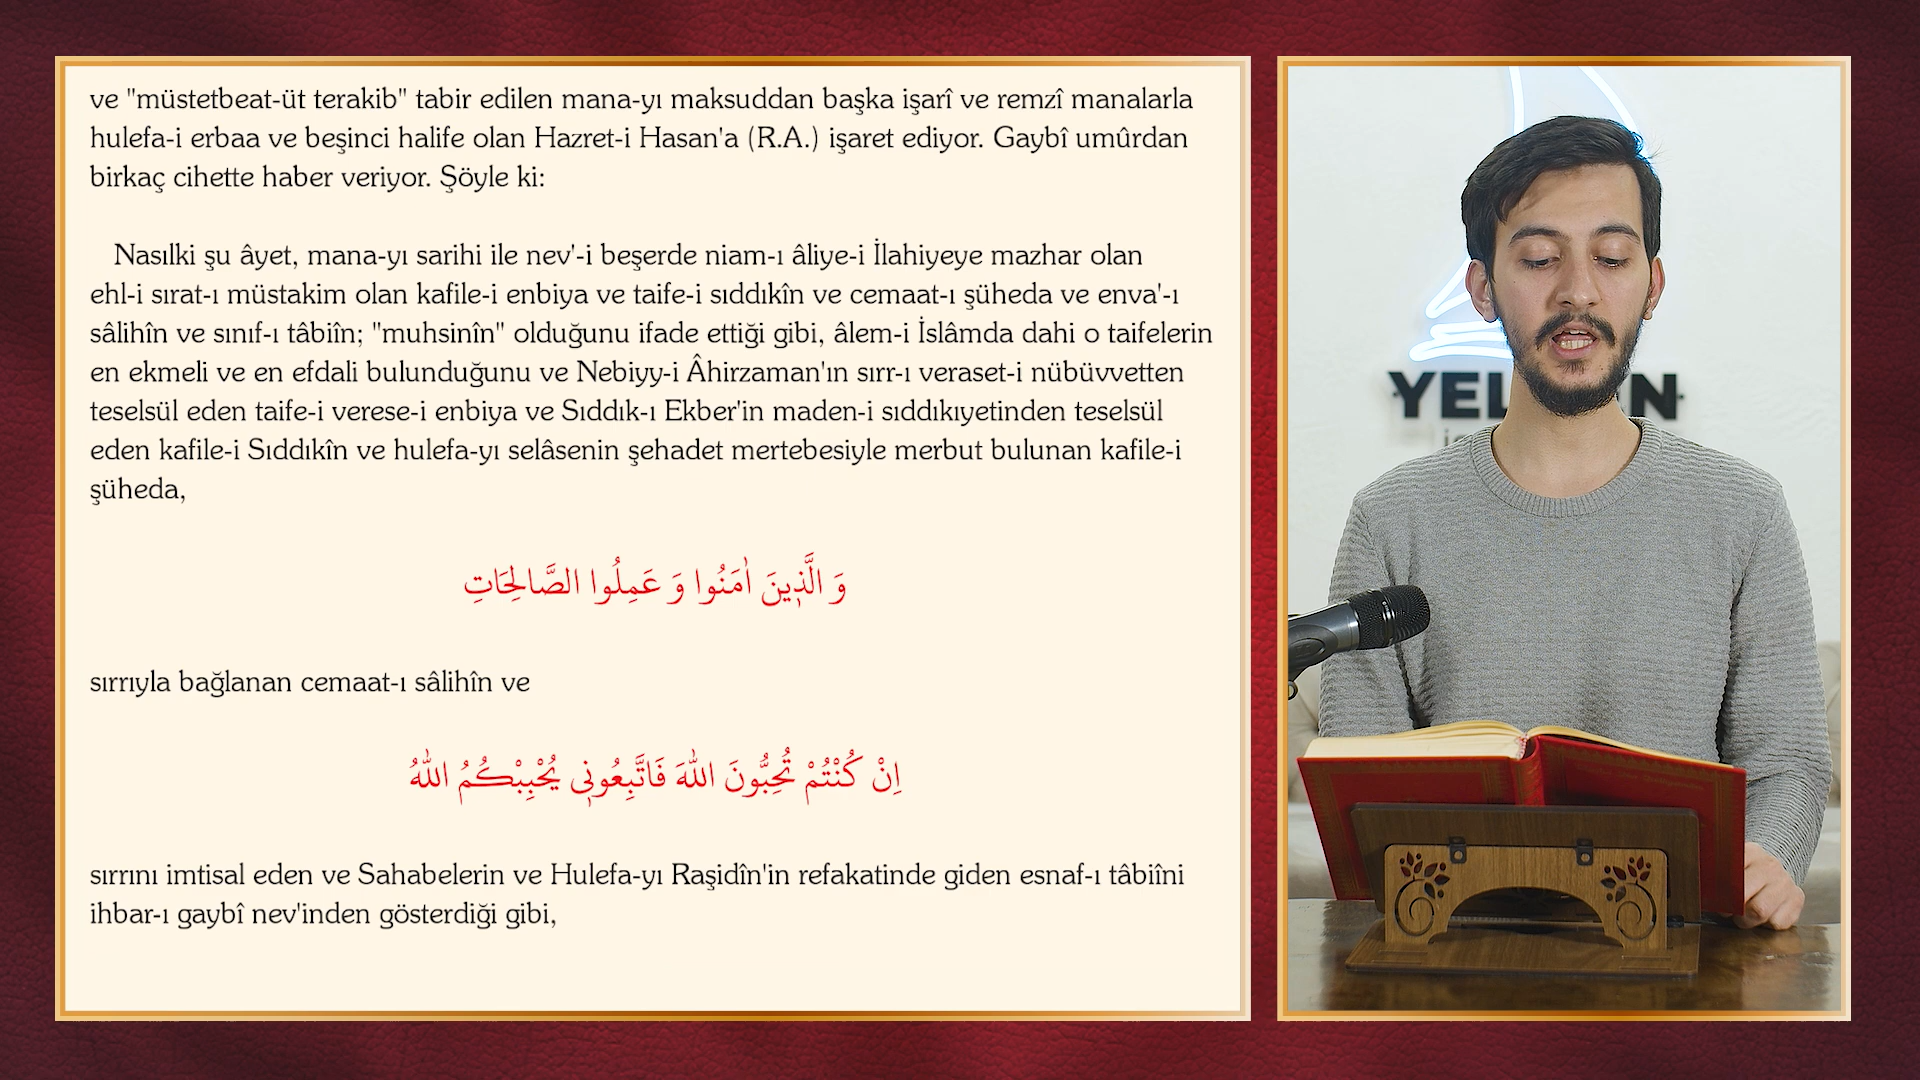 ve "müstetbeat-üt terakib" tabir edilen mana-yı maksuddan başka işarî ve remzî manalarla
hulefa-i erbaa ve beşinci halife olan Hazret-i Hasan'a (R.A.) işaret ediyor. Gaybî umûrdan
birkaç cihette haber veriyor. Şöyle ki:
Nasılki şu âyet, mana-yı sarihi ile nev'-i beşerde niam-ı âliye-i İlahiyeye mazhar olan
ehl-i sırat-ı müstakim olan kafile-i enbiya ve taife-i sıddıkîn ve cemaat-ı şüheda ve enva'-ı
sâlihîn ve sınıf-ı tâbiîn; "muhsinîn" olduğunu ifade ettiği gibi, âlem-i İslâmda dahi o taifelerin
en ekmeli ve en efdali bulunduğunu ve Nebiyy-i Âhirzaman'ın sırr-ı veraset-i nübüvvetten
teselsül eden taife-i verese-i enbiya ve Sıddık-ı Ekber'in maden-i sıddıkıyetinden teselsül
eden kafile-i Sıddıkîn ve hulefa-yı selâsenin şehadet mertebesiyle merbut bulunan kafile-i
şüheda,
وَ الَّذ۪ينَ اٰمَنُوا وَ عَمِلُوا الصَّالِحَاتِ
sırrıyla bağlanan cemaat-ı sâlihîn ve
اِنْ كُنْتُمْ تُحِبُّونَ اللّٰهَ فَاتَّبِعُون۪ى يُحْبِبْكُمُ اللّٰهُ
sırrını imtisal eden ve Sahabelerin ve Hulefa-yı Raşidîn'in refakatinde giden esnaf-ı tâbiîni
ihbar-ı gaybî nev'inden gösterdiği gibi,